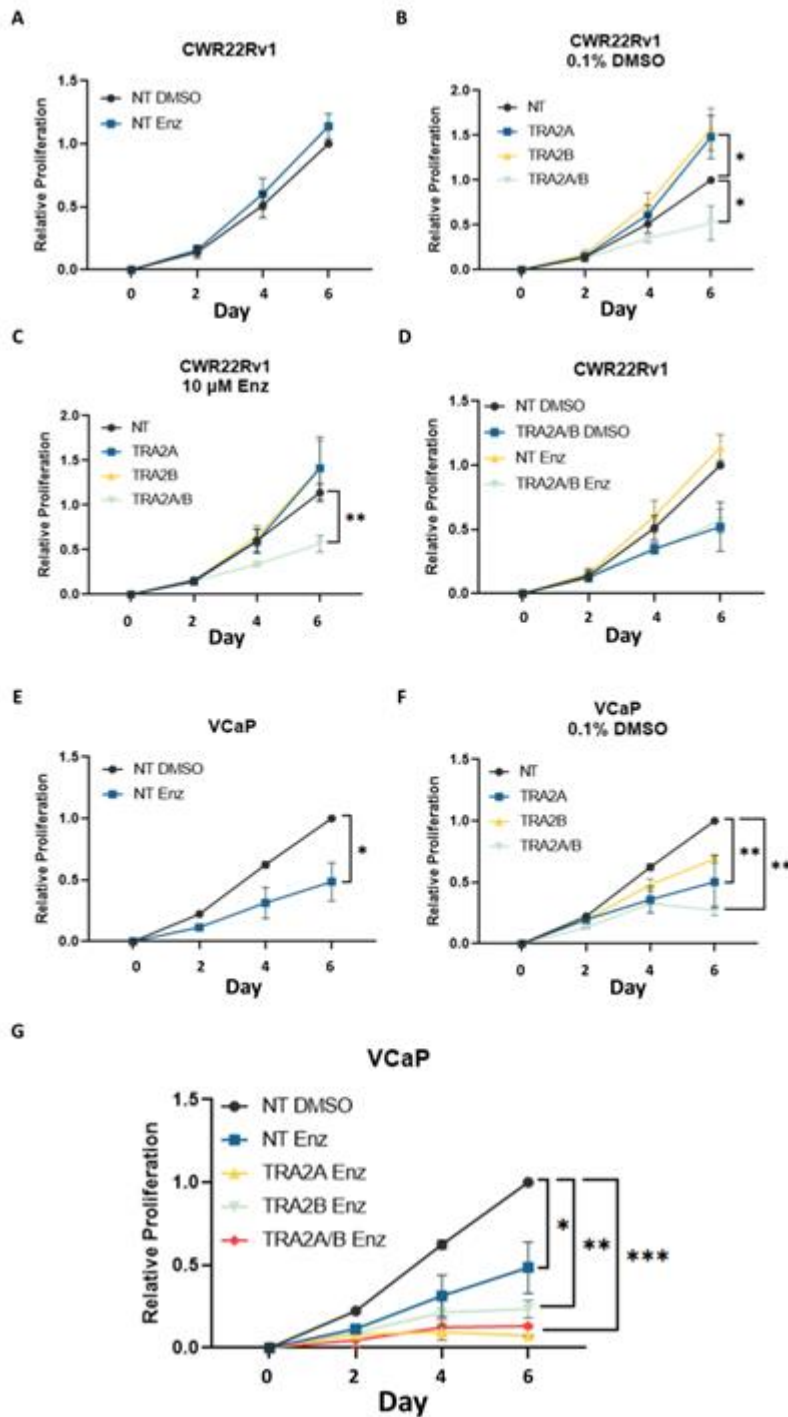 A
CWR22Rv1
Relative Proliferation
1.5
1.0
0.5
0.0
NT DMSO
NT Enz
0 2 4 6
Day
B
CWR22Rv1
0.1% DMSO
Relative Proliferation
2.0
1.5
1.0
0.5
0.0
NT
TRA2A
TRA2B
TRA2A/B
*
*
0 2 4 6
Day
C
CWR22Rv1
10 µM Enz
Relative Proliferation
2.0
1.5
1.0
0.5
0.0
NT
TRA2A
TRA2B
TRA2A/B
**
0 2 4 6
Day
D
CWR22Rv1
Relative Proliferation
1.5
1.0
0.5
0.0
NT DMSO
TRA2A/B DMSO
NT Enz
TRA2A/B Enz
0 2 4 6
Day
E
VCaP
Relative Proliferation
1.5
1.0
0.5
0.0
NT DMSO
NT Enz
*
0 2 4 6
Day
F
VCaP
0.1% DMSO
Relative Proliferation
1.5
1.0
0.5
0.0
NT
TRA2A
TRA2B
TRA2A/B
**
**
0 2 4 6
Day
G
VCaP
Relative Proliferation
1.5
1.0
0.5
0.0
NT DMSO
NT Enz
TRA2A Enz
TRA2B Enz
TRA2A/B Enz
*
**
***
0 2 4 6
Day